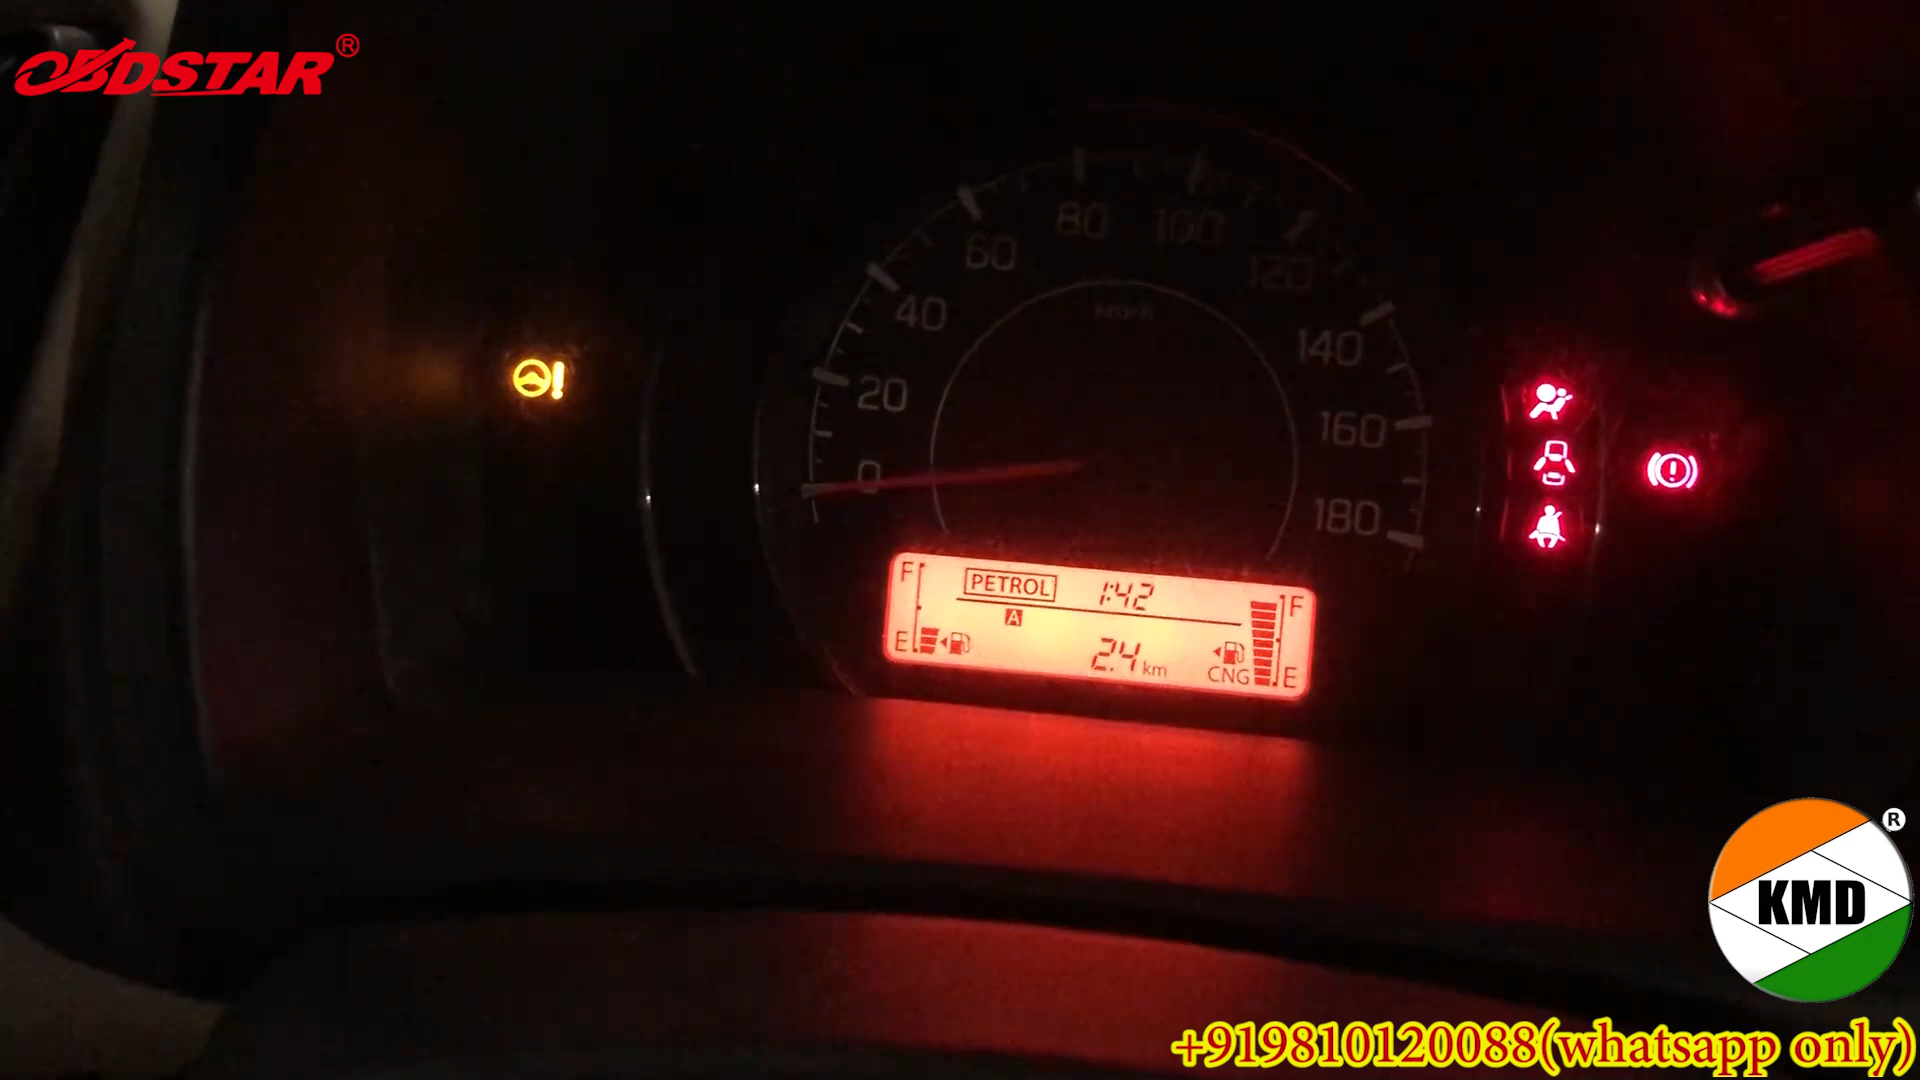 OBDSTAR®
80 100
60 120
40 140
20 160
0 180
F PETROL 1:42 F
A
E 2.4 km CNG E
KMD ®
+919810120088(whatsapp only)